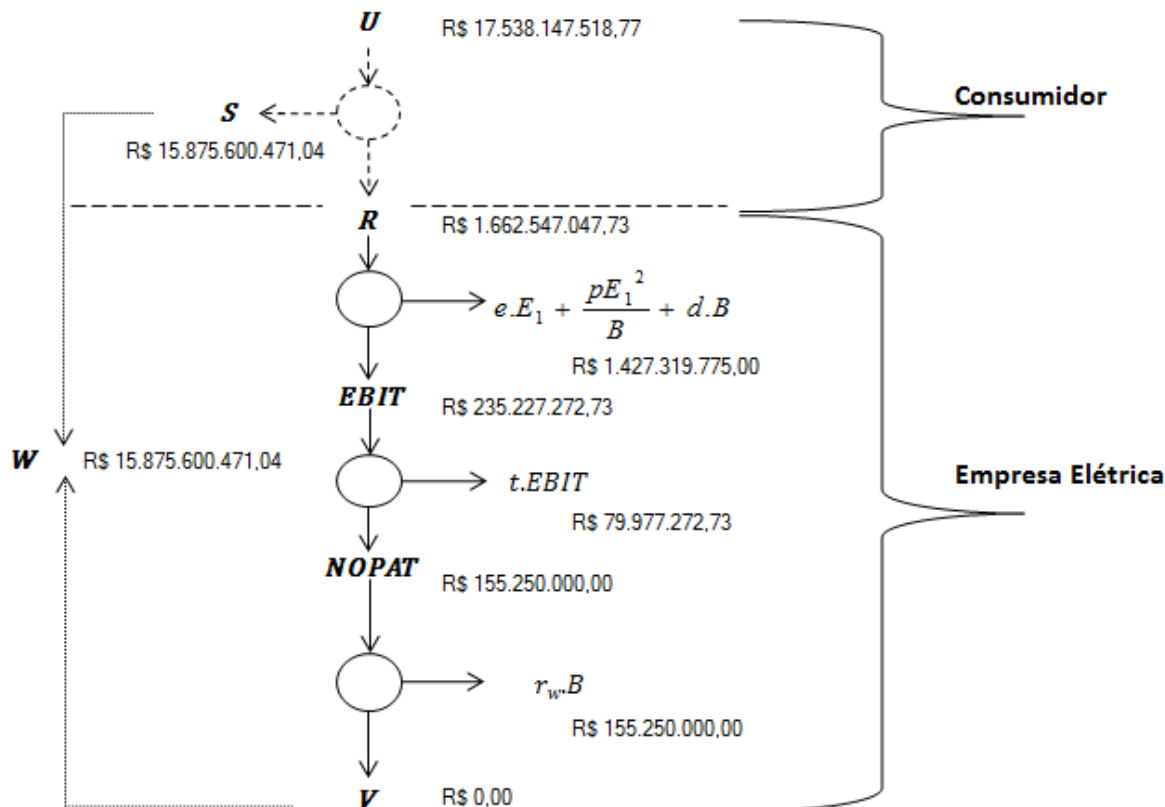 U R$ 17.538.147.518,77
Consumidor
S
R$ 15.875.600.471,04
R R$ 1.662.547.047,73
e.E₁ + pE₁²/B + d.B
R$ 1.427.319.775,00
EBIT R$ 235.227.272,73
W R$ 15.875.600.471,04
t.EBIT
Empresa Elétrica
R$ 79.977.272,73
NOPAT R$ 155.250.000,00
r_w.B
R$ 155.250.000,00
V R$ 0,00